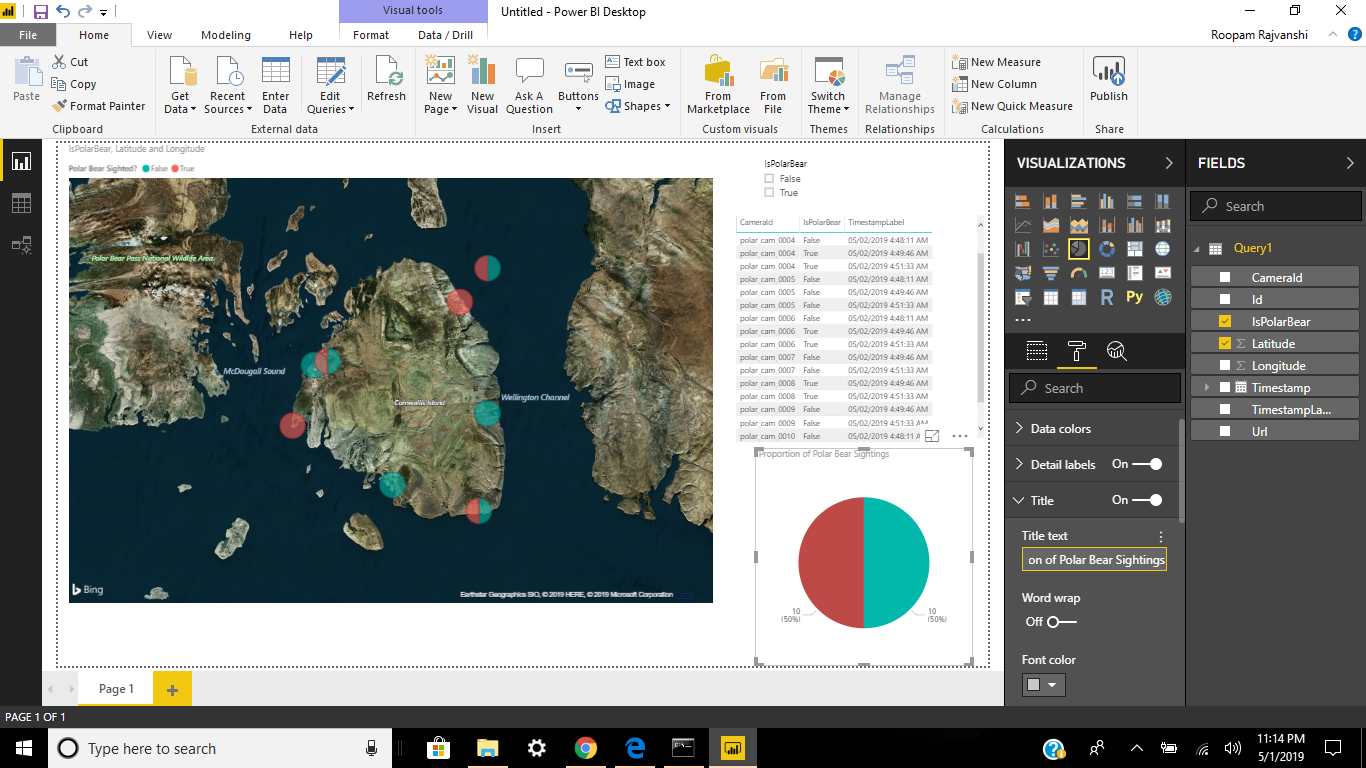 Visual tools
Untitled - Power BI Desktop
File
Home
View
Modeling
Help
Format
Data / Drill
Roopam Rajvanshi
Paste
Cut
Copy
Format Painter
Clipboard
Get Data
Recent Sources
Enter Data
Edit Queries
Refresh
External data
New Page
New Visual
Ask A Question
Buttons
Text box
Image
Shapes
Insert
From Marketplace
From File
Custom visuals
Switch Theme
Themes
Manage Relationships
Relationships
New Measure
New Column
New Quick Measure
Calculations
Publish
Share
IsPolarBear, Latitude and Longitude
Polar Bear Sighted? False True
Polar Bear Pass National Wildlife Area
McDougall Sound
Cornwallis Island
Wellington Channel
Bing
Earthstar Geographics SIO, © 2019 HERE, © 2019 Microsoft Corporation
IsPolarBear
False
True
CameraId IsPolarBear TimestampLabel
polar_cam_0004 False 05/02/2019 4:48:11 AM
polar_cam_0004 True 05/02/2019 4:49:46 AM
polar_cam_0004 True 05/02/2019 4:51:33 AM
polar_cam_0005 False 05/02/2019 4:48:11 AM
polar_cam_0005 False 05/02/2019 4:49:46 AM
polar_cam_0005 False 05/02/2019 4:51:33 AM
polar_cam_0006 False 05/02/2019 4:48:11 AM
polar_cam_0006 True 05/02/2019 4:49:46 AM
polar_cam_0006 True 05/02/2019 4:51:33 AM
polar_cam_0007 False 05/02/2019 4:49:46 AM
polar_cam_0007 False 05/02/2019 4:51:33 AM
polar_cam_0008 True 05/02/2019 4:49:46 AM
polar_cam_0008 True 05/02/2019 4:51:33 AM
polar_cam_0009 False 05/02/2019 4:49:46 AM
polar_cam_0009 False 05/02/2019 4:51:33 A
polar_cam_0010 False 05/02/2019 4:48:11 A
Proportion of Polar Bear Sightings
10
(50%)
10
(50%)
VISUALIZATIONS
R
Py
Search
Data colors
Detail labels On
Title On
Title text
on of Polar Bear Sightings
Word wrap
Off
Font color
FIELDS
Search
Query1
CameraId
Id
IsPolarBear
Latitude
Longitude
Timestamp
TimestampLa...
Url
Page 1
PAGE 1 OF 1
Type here to search
11:14 PM
5/1/2019